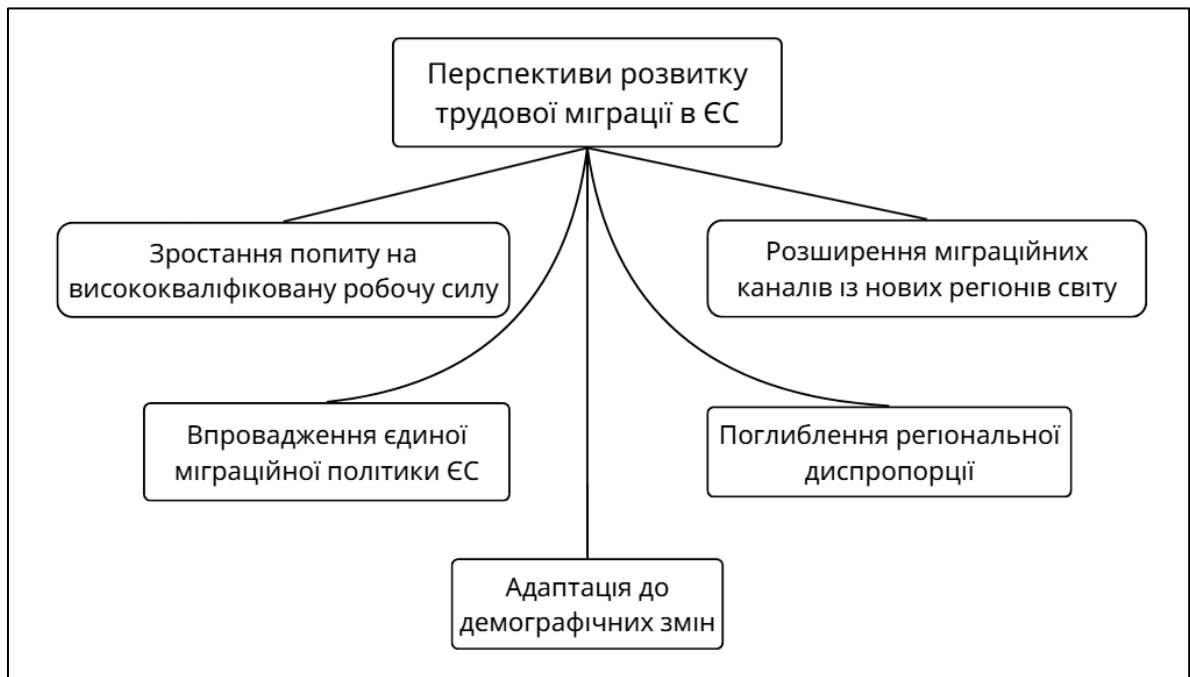 Перспективи розвитку
трудової міграції в ЄС
Зростання попиту на
висококваліфіковану робочу силу
Розширення міграційних
каналів із нових регіонів світу
Впровадження єдиної
міграційної політики ЄС
Поглиблення регіональної
диспропорції
Адаптація до
демографічних змін